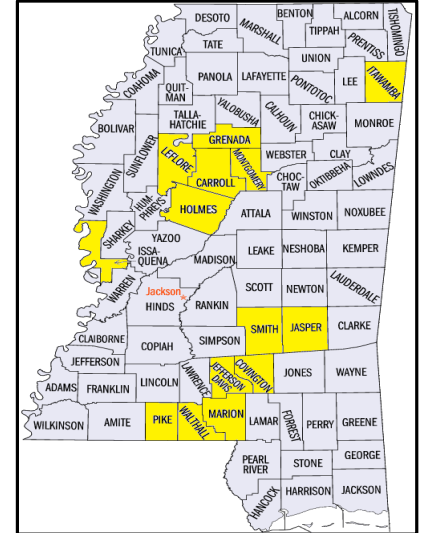 DESOTO
MARSHALL
BENTON
TIPPAH
ALCORN
TISHOMINGO
PRENTISS
TUNICA
TATE
UNION
COAHOMA
PANOLA
LAFAYETTE
PONTOTOC
LEE
ITAWAMBA
QUIT-
MAN
YALOBUSHA
CALHOUN
TALLA-
HATCHIE
CHICK-
ASAW
MONROE
BOLIVAR
SUNFLOWER
LEFLORE
GRENADA
MONTGOMERY
WEBSTER
CLAY
CARROLL
CHOC-
TAW
OKTIBBEHA
LOWNDES
WASHINGTON
HUM-
PHREYS
HOLMES
ATTALA
WINSTON
NOXUBEE
SHARKEY
YAZOO
ISSA-
QUENA
MADISON
LEAKE
NESHOBA
KEMPER
WARREN
Jackson
*
HINDS
RANKIN
SCOTT
NEWTON
LAUDERDALE
CLAIBORNE
COPIAH
SIMPSON
SMITH
JASPER
CLARKE
JEFFERSON
ADAMS
FRANKLIN
LINCOLN
LAWRENCE
JEFFERSON
DAVIS
COVINGTON
JONES
WAYNE
WILKINSON
AMITE
PIKE
WALTHALL
MARION
LAMAR
FORREST
PERRY
GREENE
PEARL
RIVER
STONE
GEORGE
HANCOCK
HARRISON
JACKSON